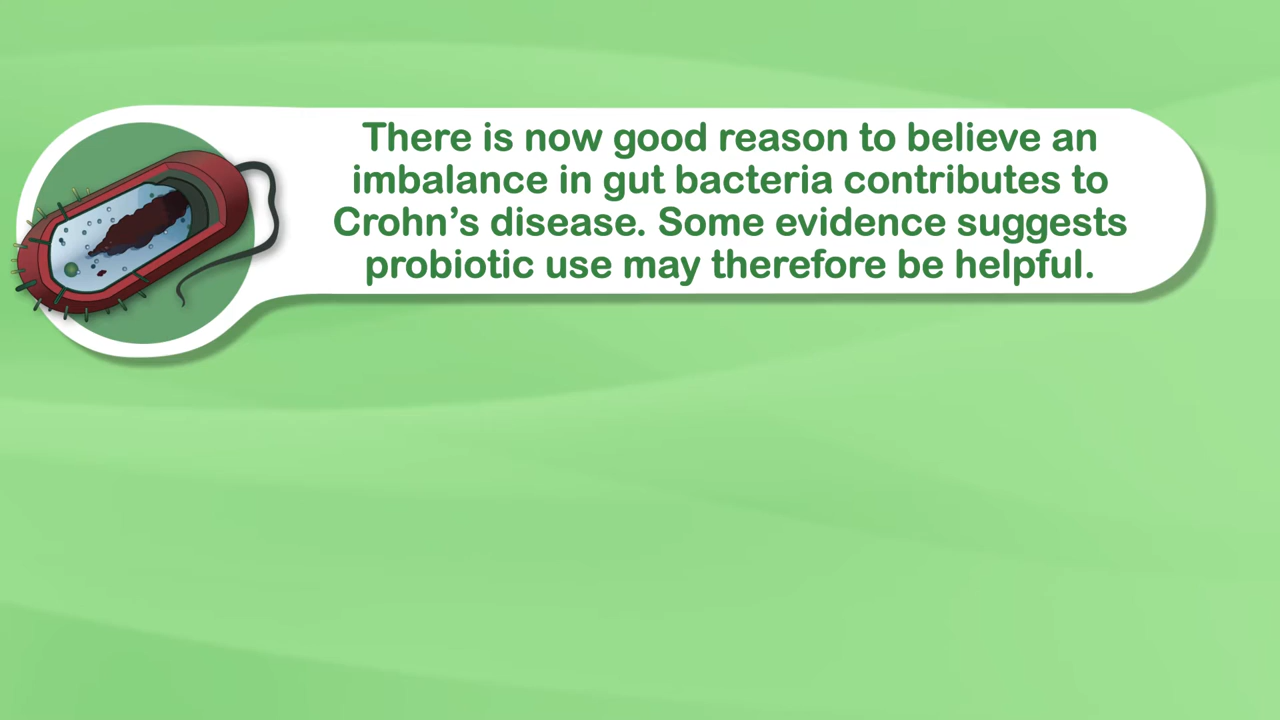 There is now good reason to believe an
imbalance in gut bacteria contributes to
Crohn’s disease. Some evidence suggests
probiotic use may therefore be helpful.